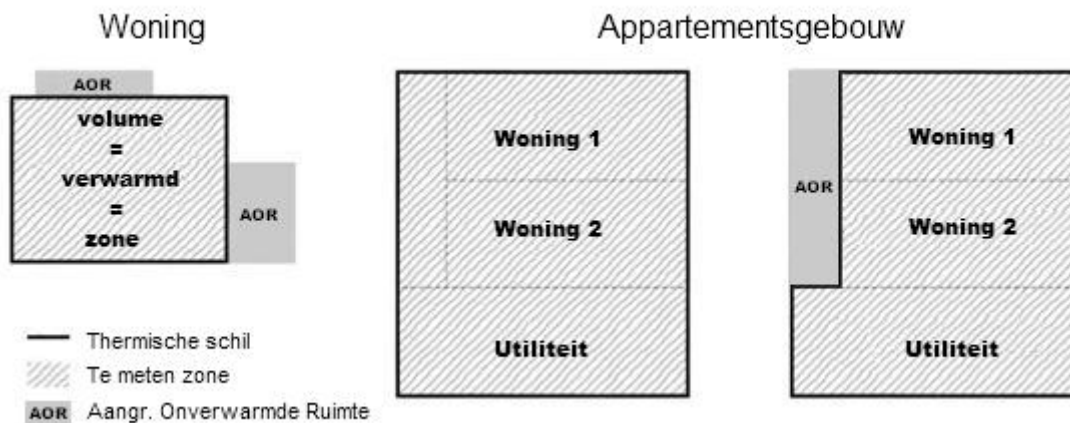 Woning
Appartementsgebouw
AOR
volume
=
verwarmd
=
zone
AOR
Woning 1
Woning 2
Utiliteit
AOR
Woning 1
Woning 2
Utiliteit
Thermische schil
Te meten zone
AOR Aangr. Onverwarmde Ruimte